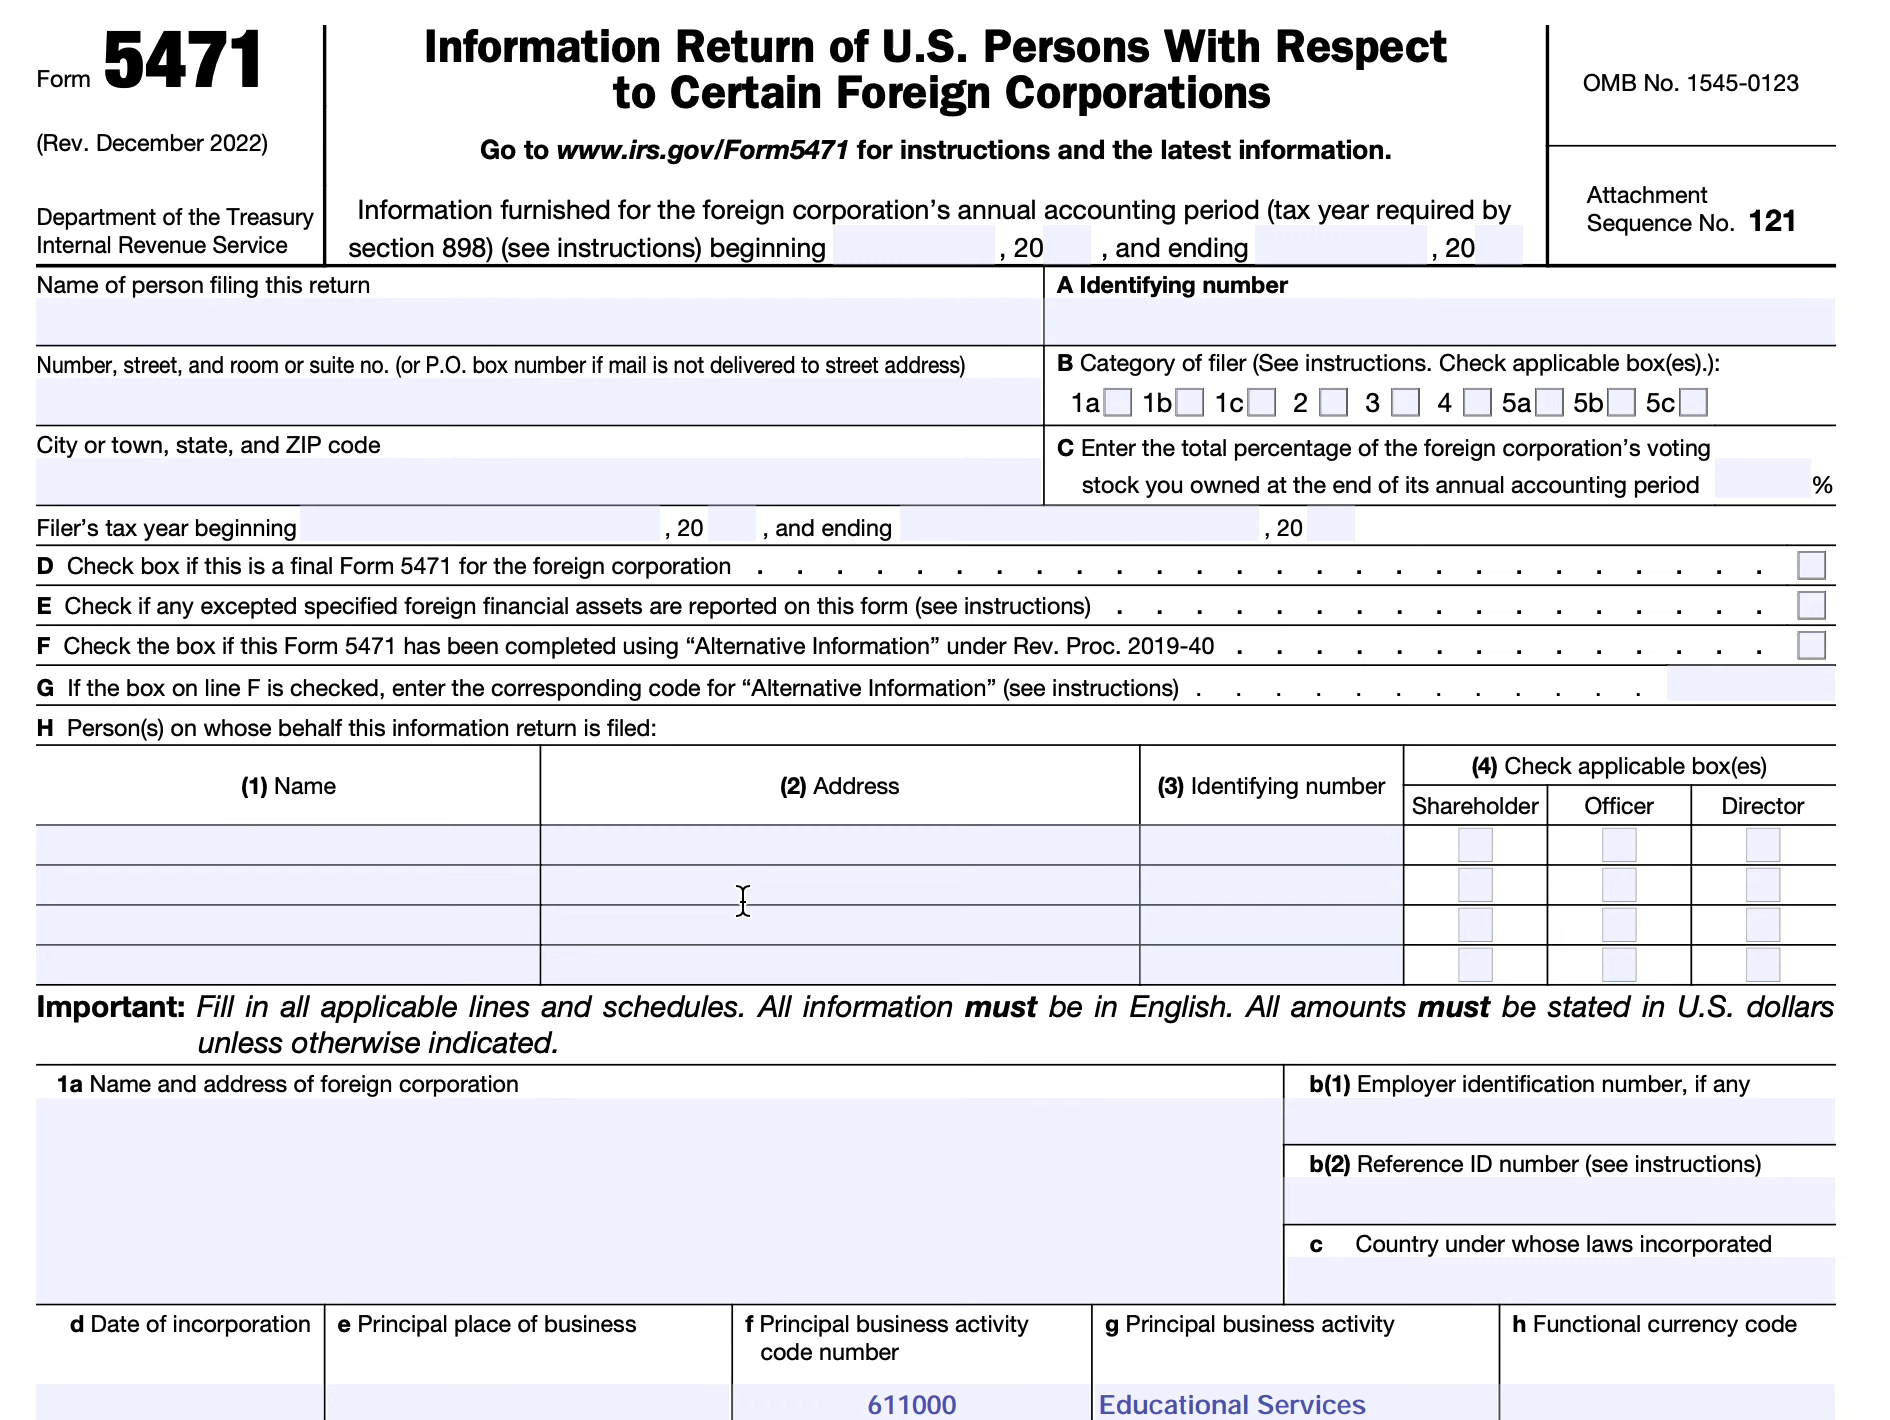 Form 5471
(Rev. December 2022)
Department of the Treasury
Internal Revenue Service
Information Return of U.S. Persons With Respect
to Certain Foreign Corporations
Go to www.irs.gov/Form5471 for instructions and the latest information.
Information furnished for the foreign corporation’s annual accounting period (tax year required by
section 898) (see instructions) beginning , 20 , and ending , 20
OMB No. 1545-0123
Attachment
Sequence No. 121
Name of person filing this return
A Identifying number
Number, street, and room or suite no. (or P.O. box number if mail is not delivered to street address)
B Category of filer (See instructions. Check applicable box(es).):
1a 1b 1c 2 3 4 5a 5b 5c
City or town, state, and ZIP code
C Enter the total percentage of the foreign corporation’s voting
stock you owned at the end of its annual accounting period %
Filer’s tax year beginning , 20 , and ending , 20
D Check box if this is a final Form 5471 for the foreign corporation . . . . . . . . . . . . . . . . . . . . . . . . . .
E Check if any excepted specified foreign financial assets are reported on this form (see instructions) . . . . . . . . . . . . . . . . .
F Check the box if this Form 5471 has been completed using “Alternative Information” under Rev. Proc. 2019-40 . . . . . . . . . . . . . .
G If the box on line F is checked, enter the corresponding code for “Alternative Information” (see instructions) . . . . . . . . . . . .
H Person(s) on whose behalf this information return is filed:
(1) Name
(2) Address
(3) Identifying number
(4) Check applicable box(es)
Shareholder Officer Director
Important: Fill in all applicable lines and schedules. All information must be in English. All amounts must be stated in U.S. dollars
unless otherwise indicated.
1a Name and address of foreign corporation
b(1) Employer identification number, if any
b(2) Reference ID number (see instructions)
c Country under whose laws incorporated
d Date of incorporation
e Principal place of business
f Principal business activity
code number
g Principal business activity
h Functional currency code
611000
Educational Services